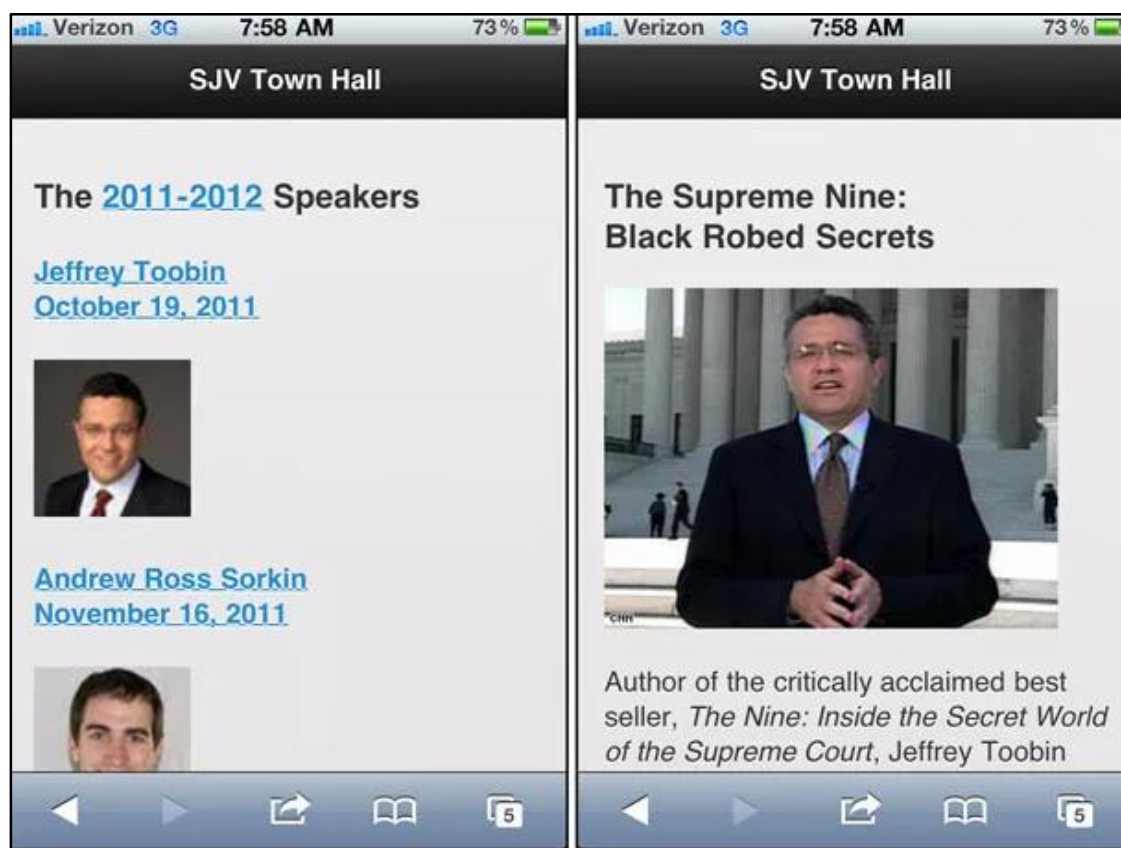 Verizon 3G 7:58 AM 73%
SJV Town Hall
The 2011-2012 Speakers
Jeffrey Toobin
October 19, 2011
Andrew Ross Sorkin
November 16, 2011
5
Verizon 3G 7:58 AM 73%
SJV Town Hall
The Supreme Nine:
Black Robed Secrets
CNN
Author of the critically acclaimed best
seller, The Nine: Inside the Secret World
of the Supreme Court, Jeffrey Toobin
5